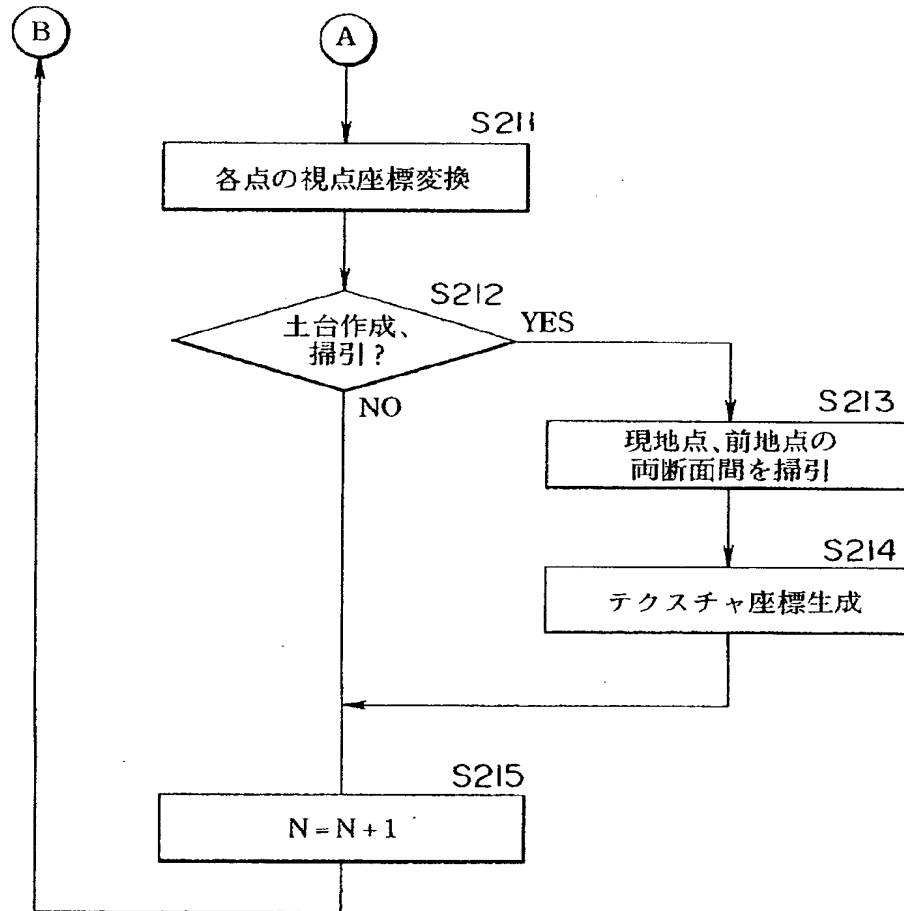 B
A
S211
各点の視点座標変換
S212
土台作成、
掃引?
YES
NO
S213
現地点、前地点の
両断面間を掃引
S214
テクスチャ座標生成
S215
N=N+1